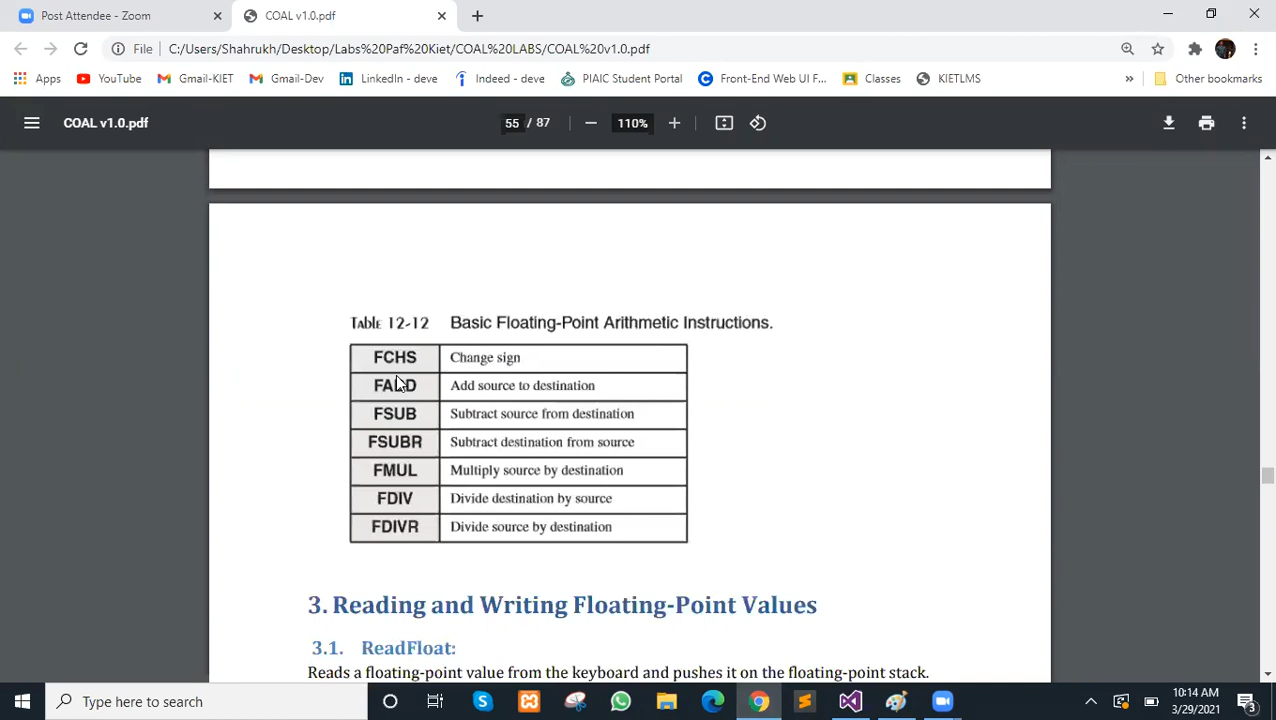 Post Attendee - Zoom
COAL v1.0.pdf
File C:/Users/Shahrukh/Desktop/Labs%20Paf%20Kiet/COAL%20LABS/COAL%20v1.0.pdf
Apps YouTube Gmail-KIET Gmail-Dev LinkedIn - deve Indeed - deve PIAIC Student Portal Front-End Web UI F... Classes KIETLMS » Other bookmarks
COAL v1.0.pdf 55 / 87 110%
Table 12-12 Basic Floating-Point Arithmetic Instructions.
FCHS Change sign
FADD Add source to destination
FSUB Subtract source from destination
FSUBR Subtract destination from source
FMUL Multiply source by destination
FDIV Divide destination by source
FDIVR Divide source by destination
3. Reading and Writing Floating-Point Values
3.1. ReadFloat:
Reads a floating-point value from the keyboard and pushes it on the floating-point stack.
Type here to search
10:14 AM
3/29/2021
3